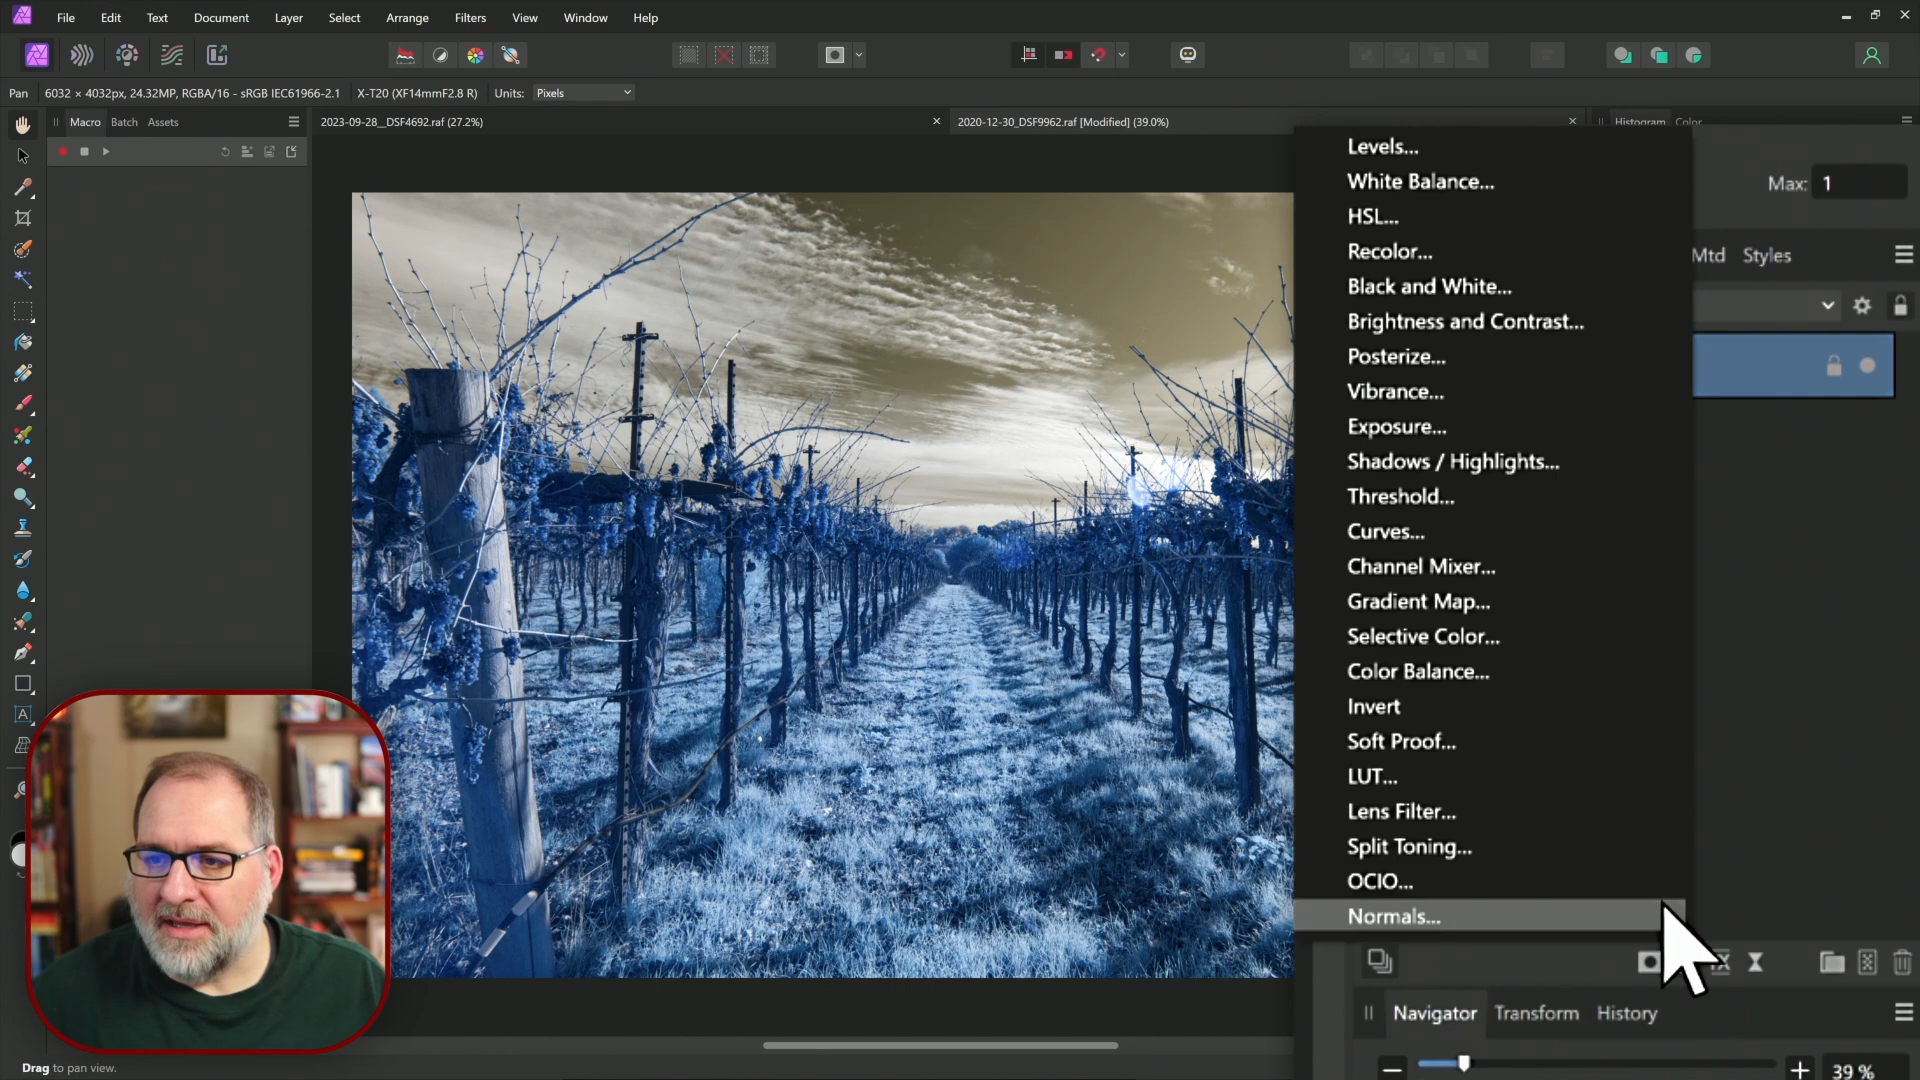 File Edit Text Document Layer Select Arrange Filters View Window Help
Pan 6032 × 4032px, 24.32MP, RGBA/16 - sRGB IEC61966-2.1 X-T20 (XF14mmF2.8 R) Units: Pixels
Macro Batch Assets
2023-09-28__DSF4692.raf (27.2%)
2020-12-30_DSF9962.raf [Modified] (39.0%)
Histogram Color
Max: 1
Mtd Styles
Levels...
White Balance...
HSL...
Recolor...
Black and White...
Brightness and Contrast...
Posterize...
Vibrance...
Exposure...
Shadows / Highlights...
Threshold...
Curves...
Channel Mixer...
Gradient Map...
Selective Color...
Color Balance...
Invert
Soft Proof...
LUT...
Lens Filter...
Split Toning...
OCIO...
Normals...
Navigator Transform History
39 %
Drag to pan view.